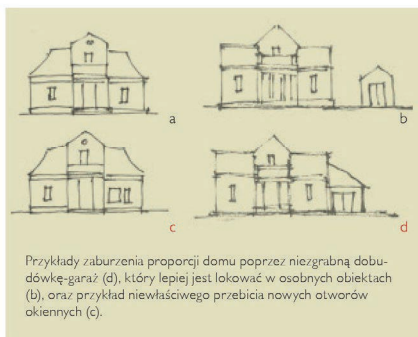 a
b
c
d
Przykłady zaburzenia proporcji domu poprzez niezgrabną dobu-
dówkę-garaż (d), który lepiej jest lokować w osobnych obiektach
(b), oraz przykład niewłaściwego przebicia nowych otworów
okiennych (c).